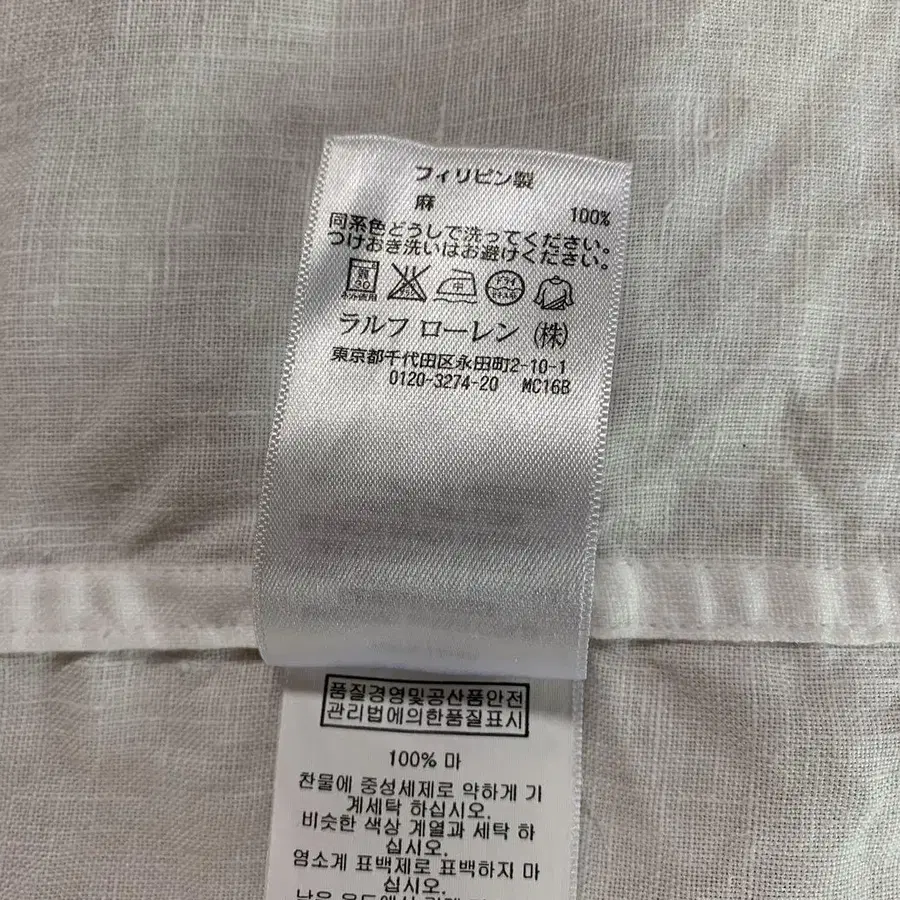 フィリピン製
麻 100%
同系色どうしで洗ってください。
つけおき洗いはお避けください。
中
ドライ
ラルフ ローレン (株)
東京都千代田区永田町2-10-1
0120-3274-20 MC16B
품질경영및공산품안전
관리법에의한품질표시
100% 마
찬물에 중성세제로 약하게 기
계세탁 하십시오.
비슷한 색상 계열과 세탁 하
십시오.
염소계 표백제로 표백하지 마
십시오.